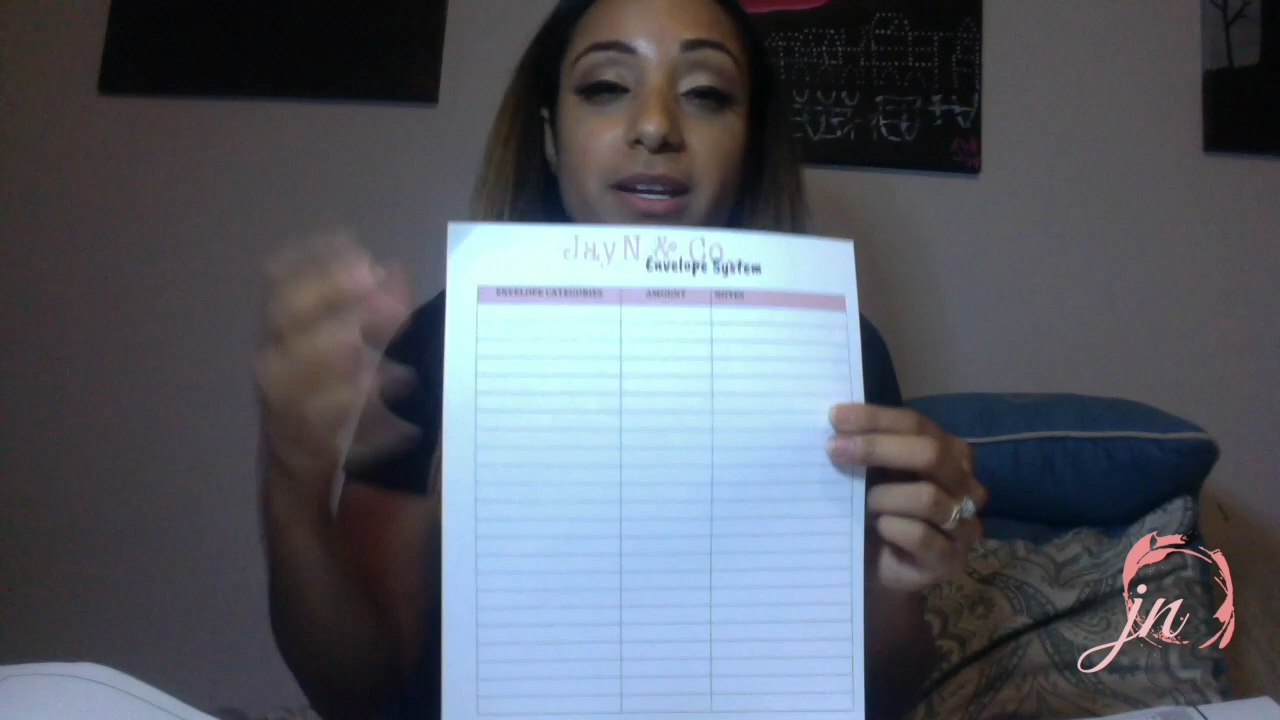 JayN & Co.
Envelope System
ENVELOPE CATEGORIES AMOUNT NOTES
jn